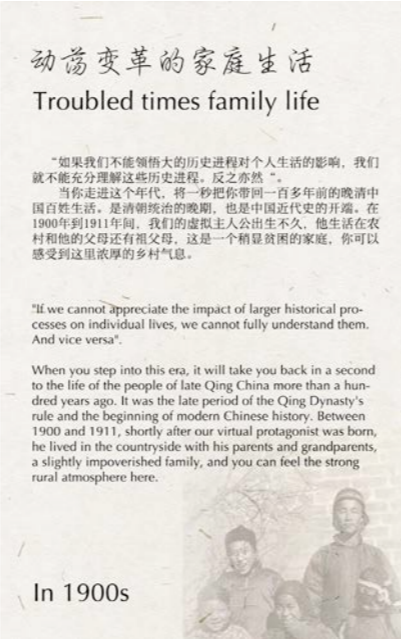 动荡变革的家庭生活
Troubled times family life
“如果我们不能领悟大的历史进程对个人生活的影响，我们
就不能充分理解这些历史进程。反之亦然“。
当你走进这个年代，将一秒把你带回一百多年前的晚清中
国百姓生活。是清朝统治的晚期，也是中国近代史的开端。在
1900年到1911年间，我们的虚拟主人公出生不久，他生活在农
村和他的父母还有祖父母，这是一个稍显贫困的家庭，你可以
感受到这里浓厚的乡村气息。
"If we cannot appreciate the impact of larger historical pro-
cesses on individual lives, we cannot fully understand them.
And vice versa".
When you step into this era, it will take you back in a second
to the life of the people of late Qing China more than a hun-
dred years ago. It was the late period of the Qing Dynasty's
rule and the beginning of modern Chinese history. Between
1900 and 1911, shortly after our virtual protagonist was born,
he lived in the countryside with his parents and grandparents,
a slightly impoverished family, and you can feel the strong
rural atmosphere here.
In 1900s